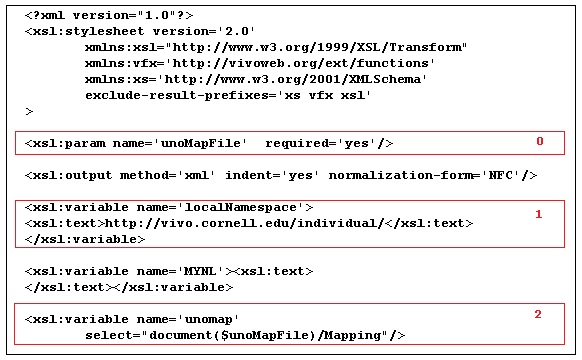 <?xml version="1.0"?>
<xsl:stylesheet version='2.0'
xmlns:xsl="http://www.w3.org/1999/XSL/Transform"
xmlns:vfx='http://vivoweb.org/ext/functions'
xmlns:xs='http://www.w3.org/2001/XMLSchema'
exclude-result-prefixes='xs vfx xsl'
>
<xsl:param name='unoMapFile'  required='yes'/> 0
<xsl:output method='xml' indent='yes' normalization-form='NFC'/>
<xsl:variable name='localNamespace'> 1
<xsl:text>http://vivo.cornell.edu/individual/</xsl:text>
</xsl:variable>
<xsl:variable name='MYNL'><xsl:text>
</xsl:text></xsl:variable>
<xsl:variable name='unomap' 2
select="document($unoMapFile)/Mapping"/>